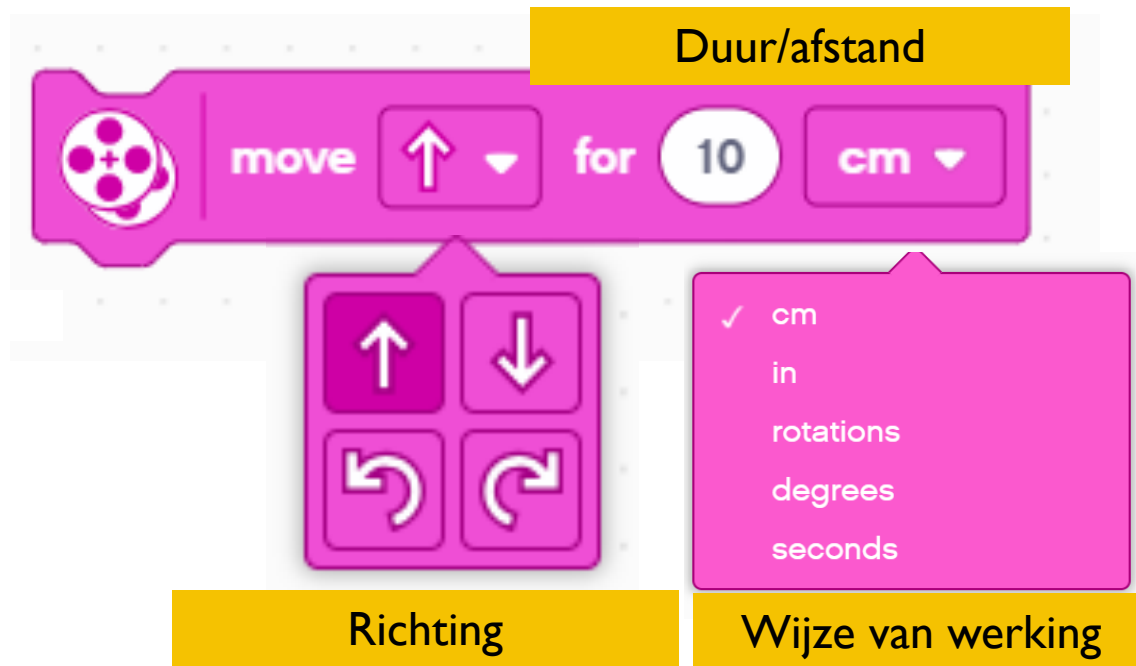 Duur/afstand
move for 10 cm
✓ cm
in
rotations
degrees
seconds
Richting
Wijze van werking